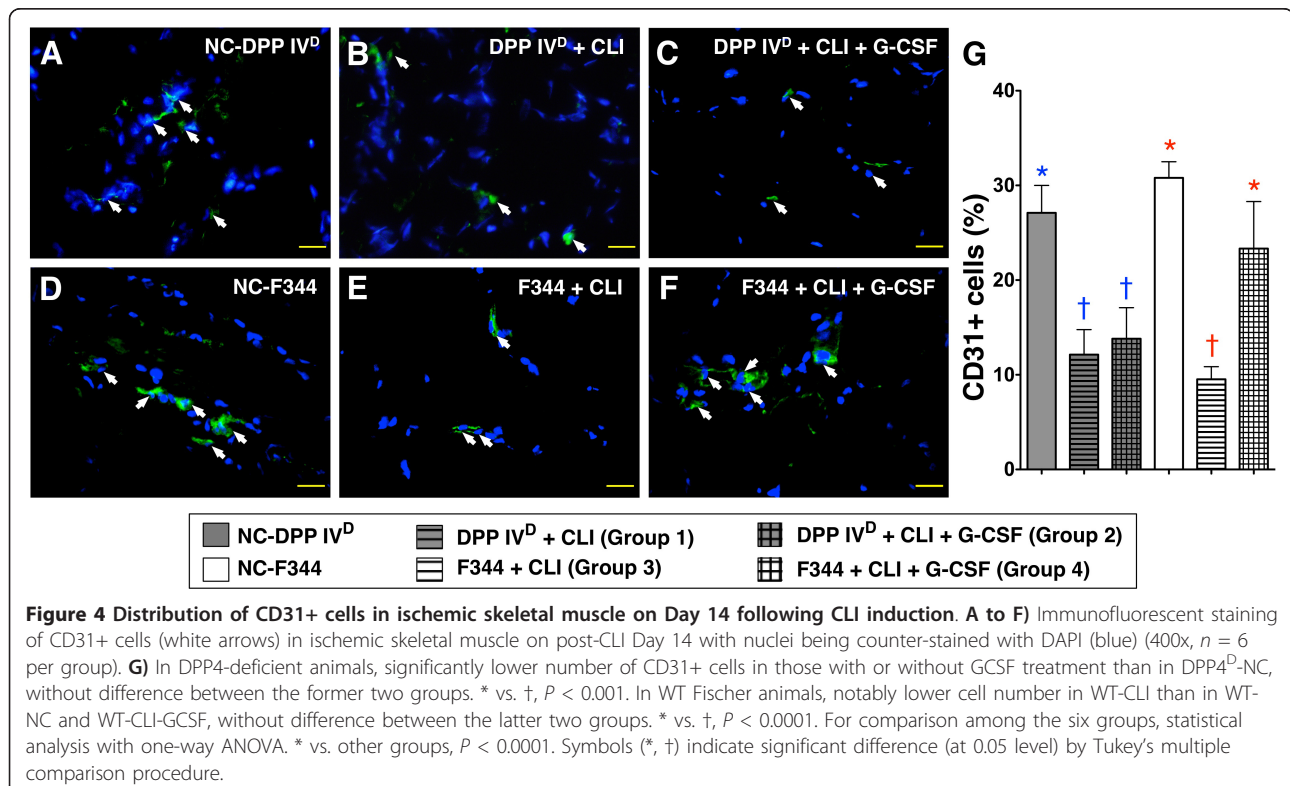 A NC-DPP IVᴰ
B DPP IVᴰ + CLI
C DPP IVᴰ + CLI + G-CSF
D NC-F344
E F344 + CLI
F F344 + CLI + G-CSF
G
CD31+ cells (%)
40
30
20
10
0
*
†
†
*
†
*
NC-DPP IVᴰ
DPP IVᴰ + CLI (Group 1)
DPP IVᴰ + CLI + G-CSF (Group 2)
NC-F344
F344 + CLI (Group 3)
F344 + CLI + G-CSF (Group 4)
Figure 4 Distribution of CD31+ cells in ischemic skeletal muscle on Day 14 following CLI induction. A to F) Immunofluorescent staining
of CD31+ cells (white arrows) in ischemic skeletal muscle on post-CLI Day 14 with nuclei being counter-stained with DAPI (blue) (400x, n = 6
per group). G) In DPP4-deficient animals, significantly lower number of CD31+ cells in those with or without GCSF treatment than in DPP4ᴰ-NC,
without difference between the former two groups. * vs. †, P < 0.001. In WT Fischer animals, notably lower cell number in WT-CLI than in WT-
NC and WT-CLI-GCSF, without difference between the latter two groups. * vs. †, P < 0.0001. For comparison among the six groups, statistical
analysis with one-way ANOVA. * vs. other groups, P < 0.0001. Symbols (*, †) indicate significant difference (at 0.05 level) by Tukey's multiple
comparison procedure.